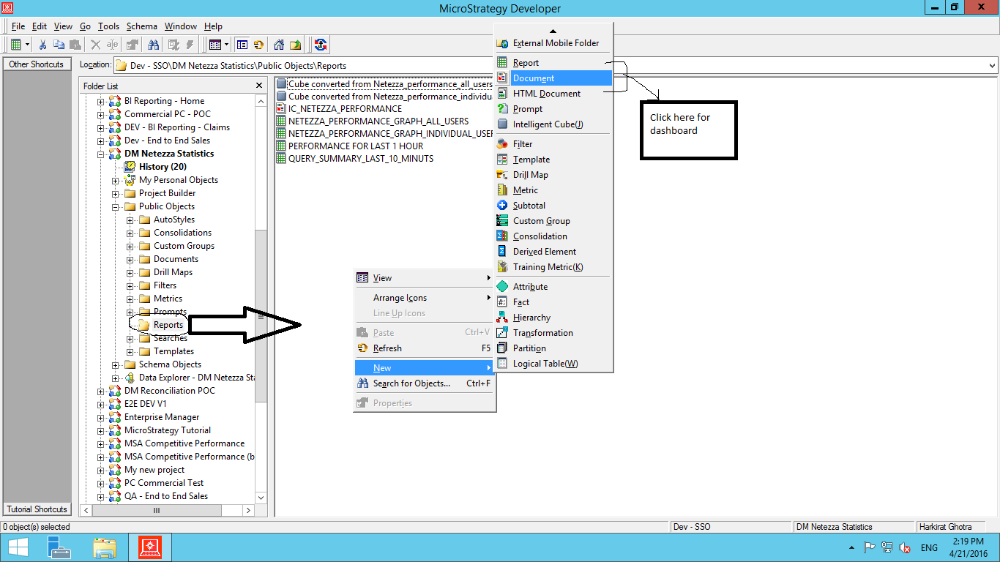 MicroStrategy Developer
File Edit View Go Tools Schema Window Help
Other Shortcuts
Location: Dev - SSO\DM Netezza Statistics\Public Objects\Reports
Folder List
BI Reporting - Home
Commercial PC - POC
DEV - BI Reporting - Claims
Dev - End to End Sales
DM Netezza Statistics
History (20)
My Personal Objects
Project Builder
Public Objects
AutoStyles
Consolidations
Custom Groups
Documents
Drill Maps
Filters
Metrics
Prompts
Reports
Searches
Templates
Schema Objects
Data Explorer - DM Netezza Sta
DM Reconciliation POC
E2E DEV V1
Enterprise Manager
MicroStrategy Tutorial
MSA Competitive Performance
MSA Competitive Performance (b
My new project
PC Commercial Test
QA - End to End Sales
Tutorial Shortcuts
Cube converted from Netezza_performance_all_users
Cube converted from Netezza_performance_individua
IC_NETEZZA_PERFORMANCE
NETEZZA_PERFORMANCE_GRAPH_ALL_USERS
NETEZZA_PERFORMANCE_GRAPH_INDIVIDUAL_USER
PERFORMANCE FOR LAST 1 HOUR
QUERY_SUMMARY_LAST_10_MINUTS
View
Arrange Icons
Line Up Icons
Paste Ctrl+V
Refresh F5
New
Search for Objects... Ctrl+F
Properties
External Mobile Folder
Report
Document
HTML Document
Prompt
Intelligent Cube(J)
Filter
Template
Drill Map
Metric
Subtotal
Custom Group
Consolidation
Derived Element
Training Metric(K)
Attribute
Fact
Hierarchy
Transformation
Partition
Logical Table(W)
Click here for
dashboard
0 object(s) selected
Dev - SSO
DM Netezza Statistics
Harkirat Ghotra
ENG
2:19 PM
4/21/2016